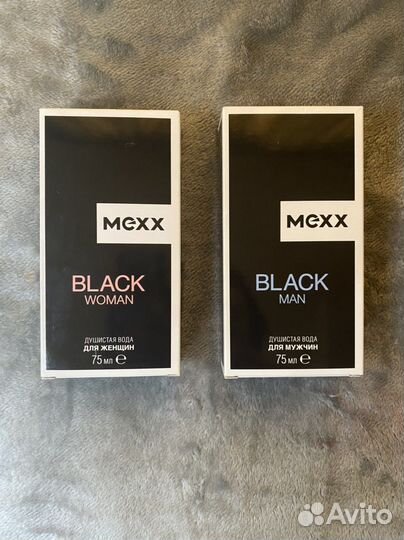 MEXX
BLACK
WOMAN
ДУШИСТАЯ ВОДА
ДЛЯ ЖЕНЩИН
75 МЛ ℮
MEXX
BLACK
MAN
ДУШИСТАЯ ВОДА
ДЛЯ МУЖЧИН
75 МЛ ℮
Avito